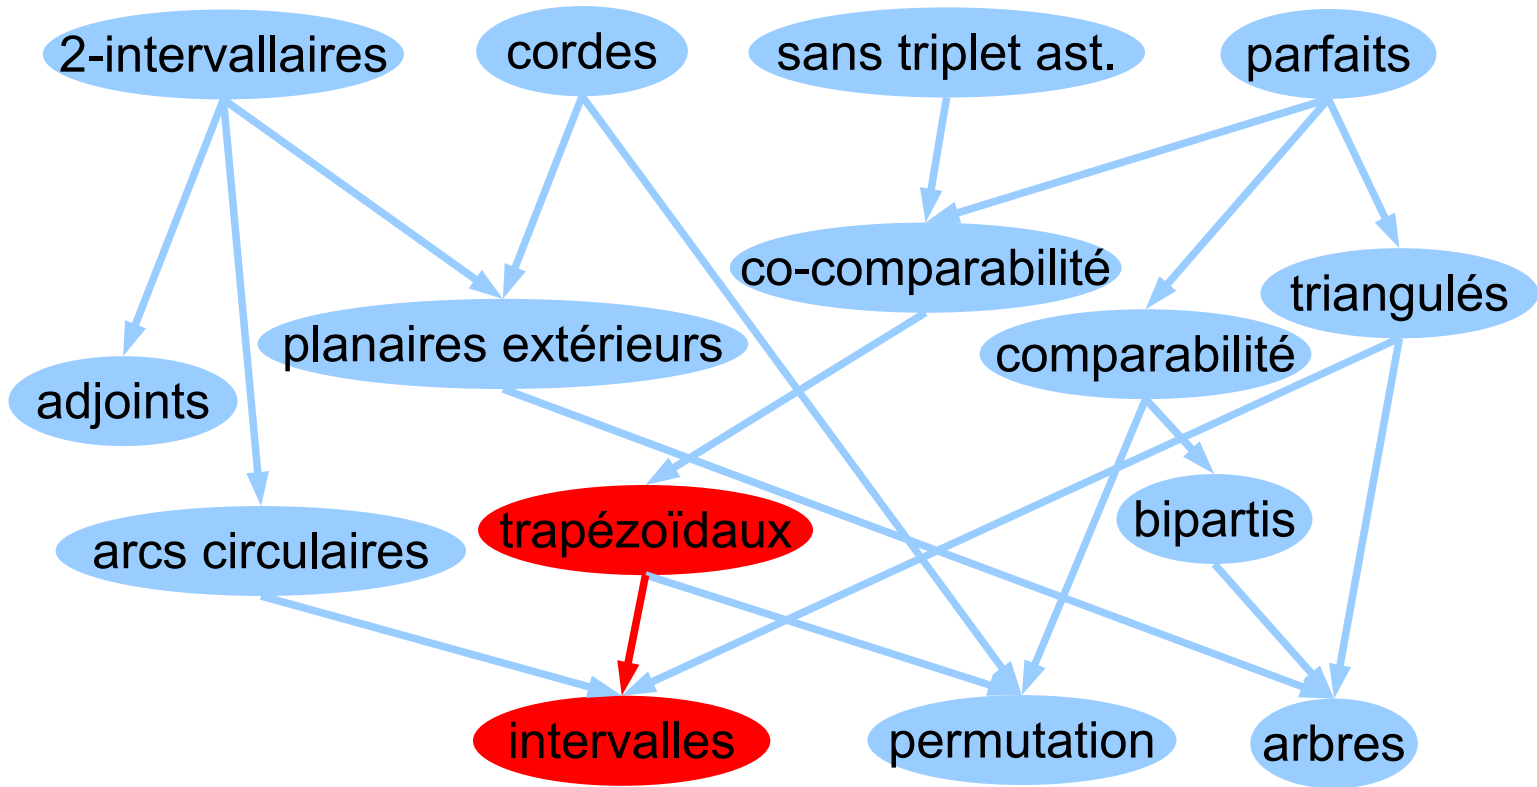 2-intervallaires
cordes
sans triplet ast.
parfaits
co-comparabilité
triangulés
planaires extérieurs
comparabilité
adjoints
trapézoïdaux
bipartis
arcs circulaires
intervalles
permutation
arbres